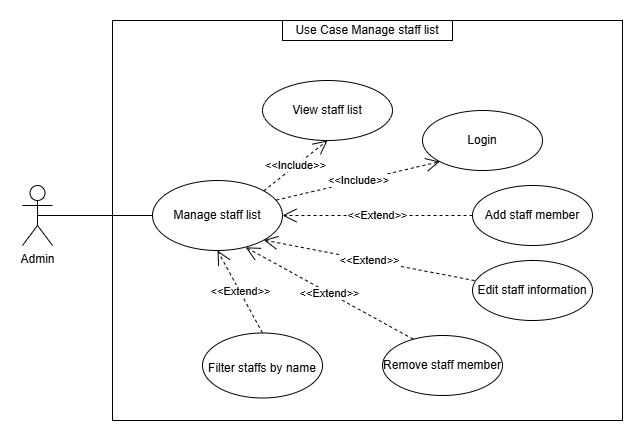 Use Case Manage staff list
View staff list
Login
<<Include>>
<<Include>>
Manage staff list
<<Extend>>
Add staff member
Admin
<<Extend>>
Edit staff information
<<Extend>>
<<Extend>>
Filter staffs by name
Remove staff member